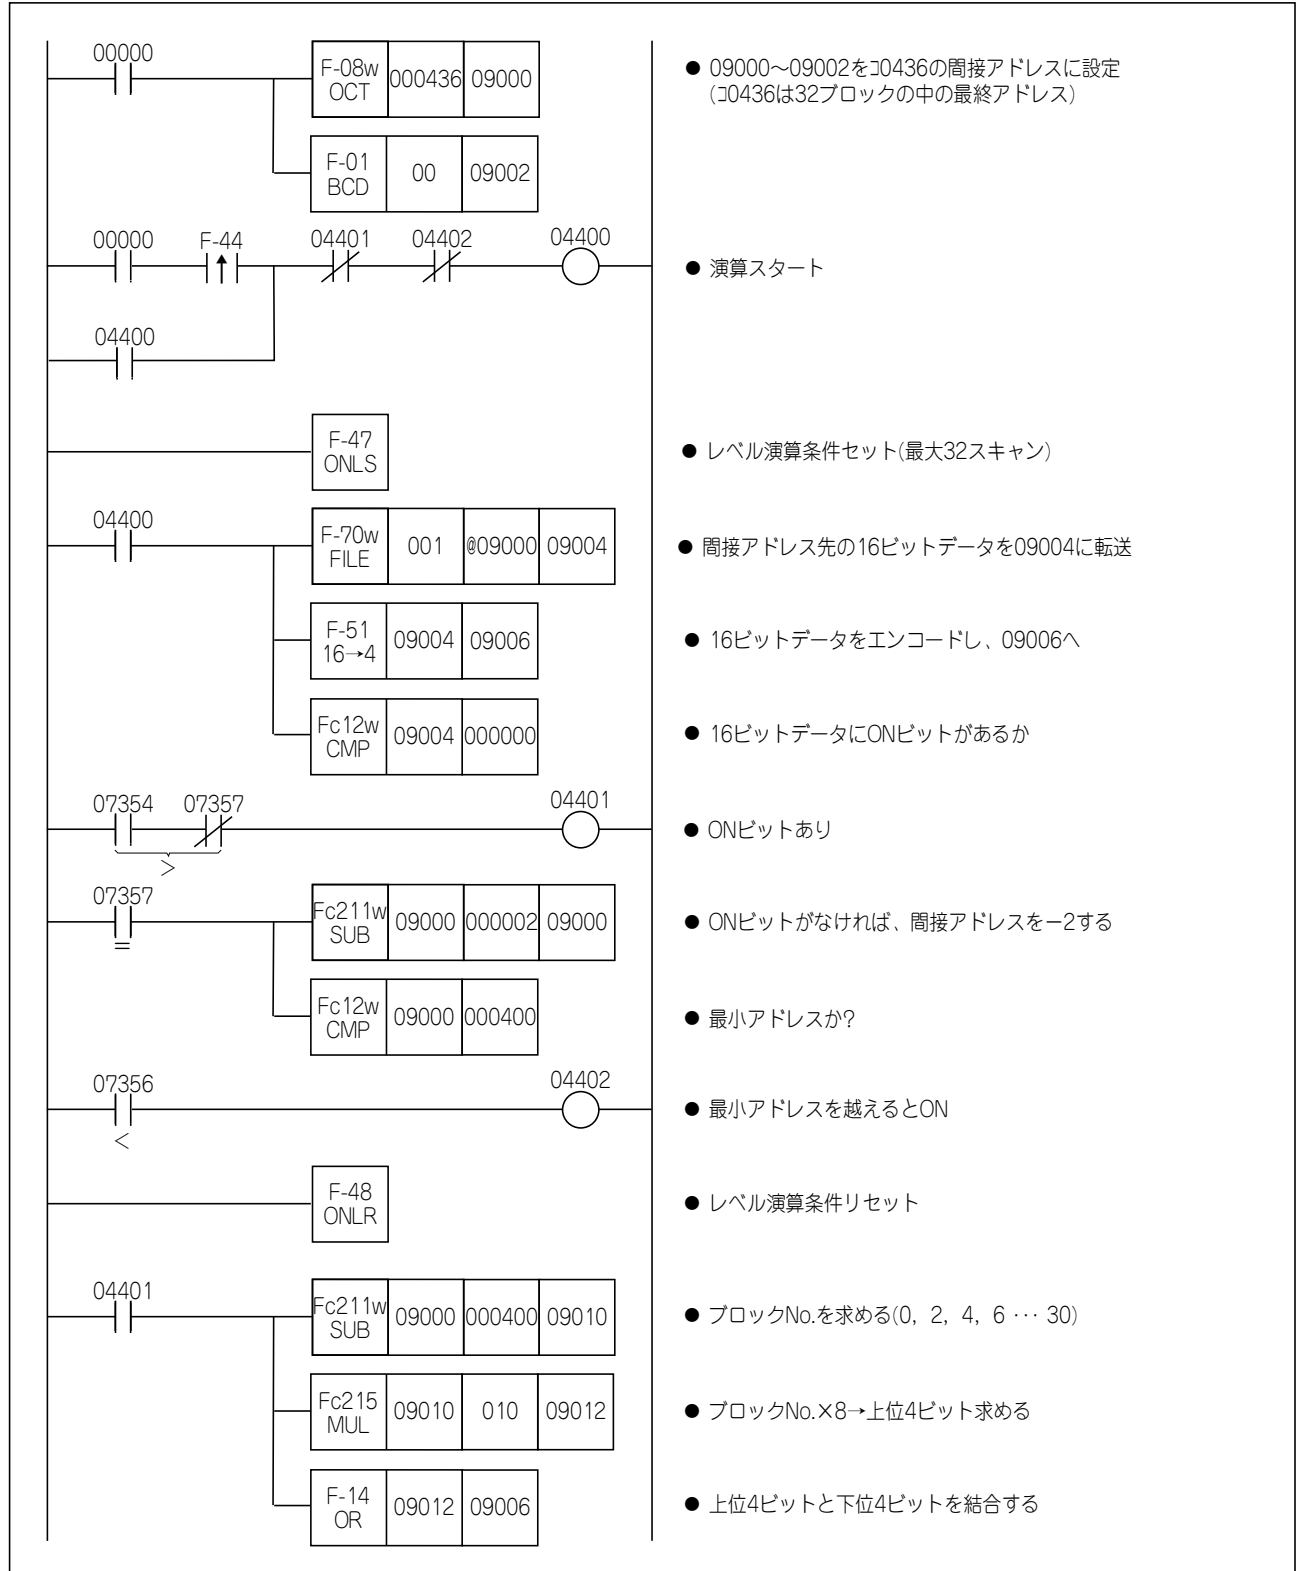 00000
F-08w
OCT
000436
09000
● 09000～09002をコ0436の間接アドレスに設定
(コ0436は32ブロックの中の最終アドレス)
F-01
BCD
00
09002
00000
F-44
04401
04402
04400
● 演算スタート
04400
F-47
ONLS
● レベル演算条件セット(最大32スキャン)
04400
F-70w
FILE
001
@09000
09004
● 間接アドレス先の16ビットデータを09004に転送
F-51
16→4
09004
09006
● 16ビットデータをエンコードし、09006へ
Fc12w
CMP
09004
000000
● 16ビットデータにONビットがあるか
07354
07357
04401
● ONビットあり
＞
07357
＝
Fc211w
SUB
09000
000002
09000
● ONビットがなければ、間接アドレスを－2する
Fc12w
CMP
09000
000400
● 最小アドレスか?
07356
＜
04402
● 最小アドレスを越えるとON
F-48
ONLR
● レベル演算条件リセット
04401
Fc211w
SUB
09000
000400
09010
● ブロックNo.を求める(0, 2, 4, 6 … 30)
Fc215
MUL
09010
010
09012
● ブロックNo.×8→上位4ビット求める
F-14
OR
09012
09006
● 上位4ビットと下位4ビットを結合する